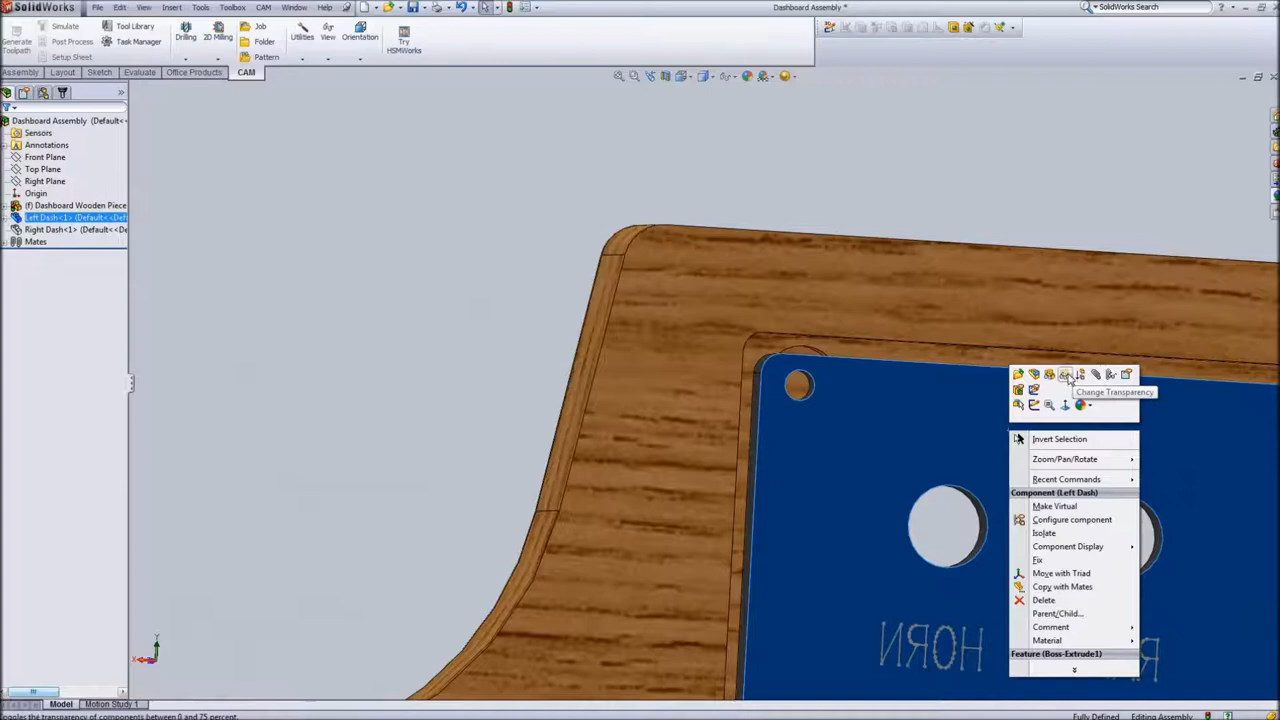 SolidWorks File Edit View Insert Tools Toolbox CAM Window Help Dashboard Assembly * SolidWorks Search
Simulate Tool Library Job
Generate Toolpath Post Process Task Manager Drilling 2D Milling Folder Utilities View Orientation Try HSMWorks
Setup Sheet Pattern
Assembly Layout Sketch Evaluate Office Products CAM
Dashboard Assembly (Default<<
Sensors
Annotations
Front Plane
Top Plane
Right Plane
Origin
(f) Dashboard Wooden Piece
Left Dash<1> (Default<<Def
Right Dash<1> (Default<<De
Mates
Change Transparency
Invert Selection
Zoom/Pan/Rotate
Recent Commands
Component (Left Dash)
Make Virtual
Configure component
Isolate
Component Display
Fix
Move with Triad
Copy with Mates
Delete
Parent/Child...
Comment
Material
Feature (Boss-Extrude1)
HORN
Y
X
Model Motion Study 1
oggles the transparency of components between 0 and 75 percent. Fully Defined Editing Assembly